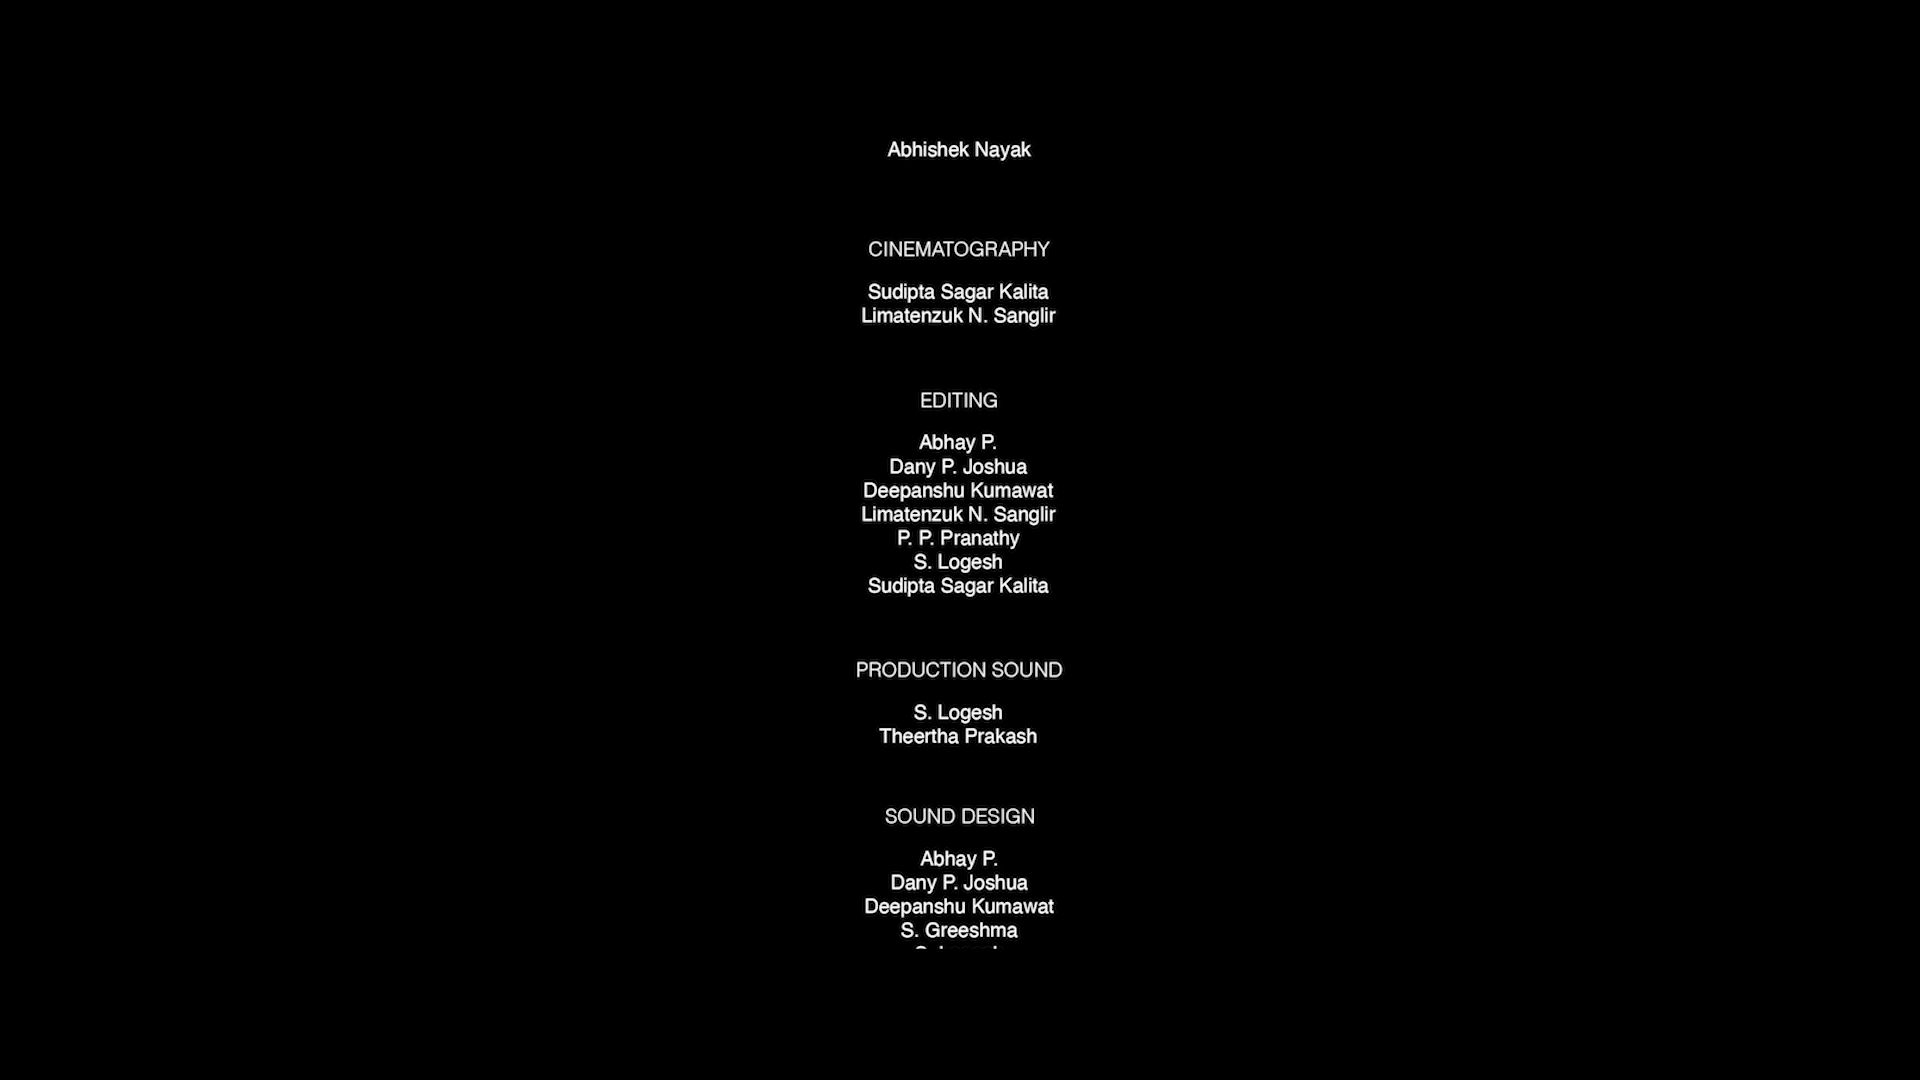 Abhishek Nayak
CINEMATOGRAPHY
Sudipta Sagar Kalita
Limatenzuk N. Sanglir
EDITING
Abhay P.
Dany P. Joshua
Deepanshu Kumawat
Limatenzuk N. Sanglir
P. P. Pranathy
S. Logesh
Sudipta Sagar Kalita
PRODUCTION SOUND
S. Logesh
Theertha Prakash
SOUND DESIGN
Abhay P.
Dany P. Joshua
Deepanshu Kumawat
S. Greeshma